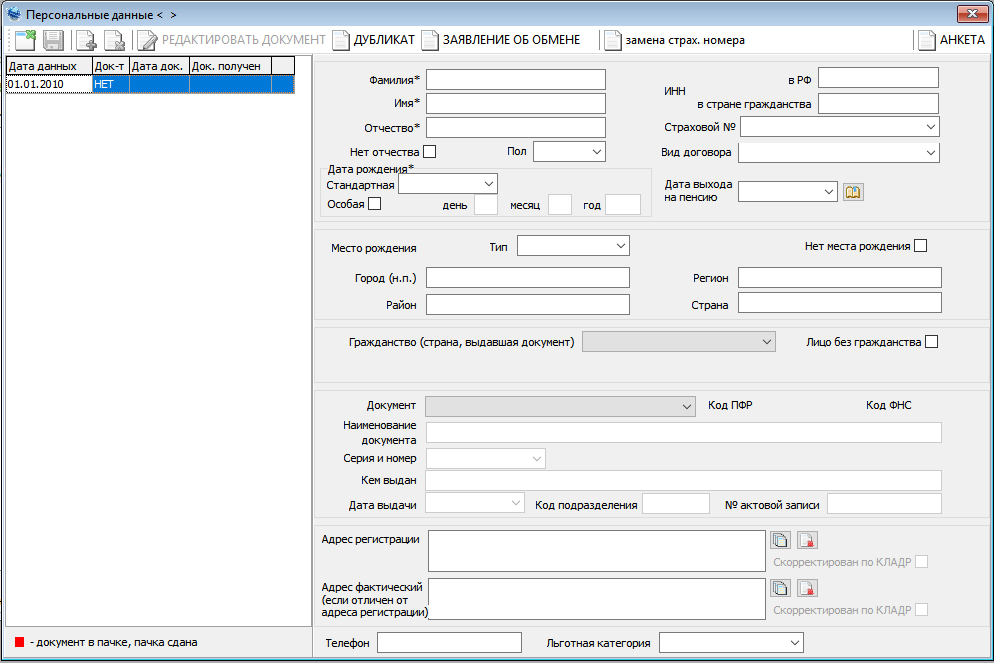 Персональные данные < >
РЕДАКТИРОВАТЬ ДОКУМЕНТ ДУБЛИКАТ ЗАЯВЛЕНИЕ ОБ ОБМЕНЕ замена страх. номера АНКЕТА
Дата данных Док-т Дата док. Док. получен
01.01.2010 НЕТ
Фамилия*
Имя*
Отчество*
Нет отчества Пол
Дата рождения*
Стандартная
Особая день месяц год
ИНН в РФ
в стране гражданства
Страховой №
Вид договора
Дата выхода
на пенсию
Место рождения Тип Нет места рождения
Город (н.п.) Регион
Район Страна
Гражданство (страна, выдавшая документ) Лицо без гражданства
Документ Код ПФР Код ФНС
Наименование
документа
Серия и номер
Кем выдан
Дата выдачи Код подразделения № актовой записи
Адрес регистрации
Скорректирован по КЛАДР
Адрес фактический
(если отличен от
адреса регистрации)
Скорректирован по КЛАДР
Телефон Льготная категория
- документ в пачке, пачка сдана